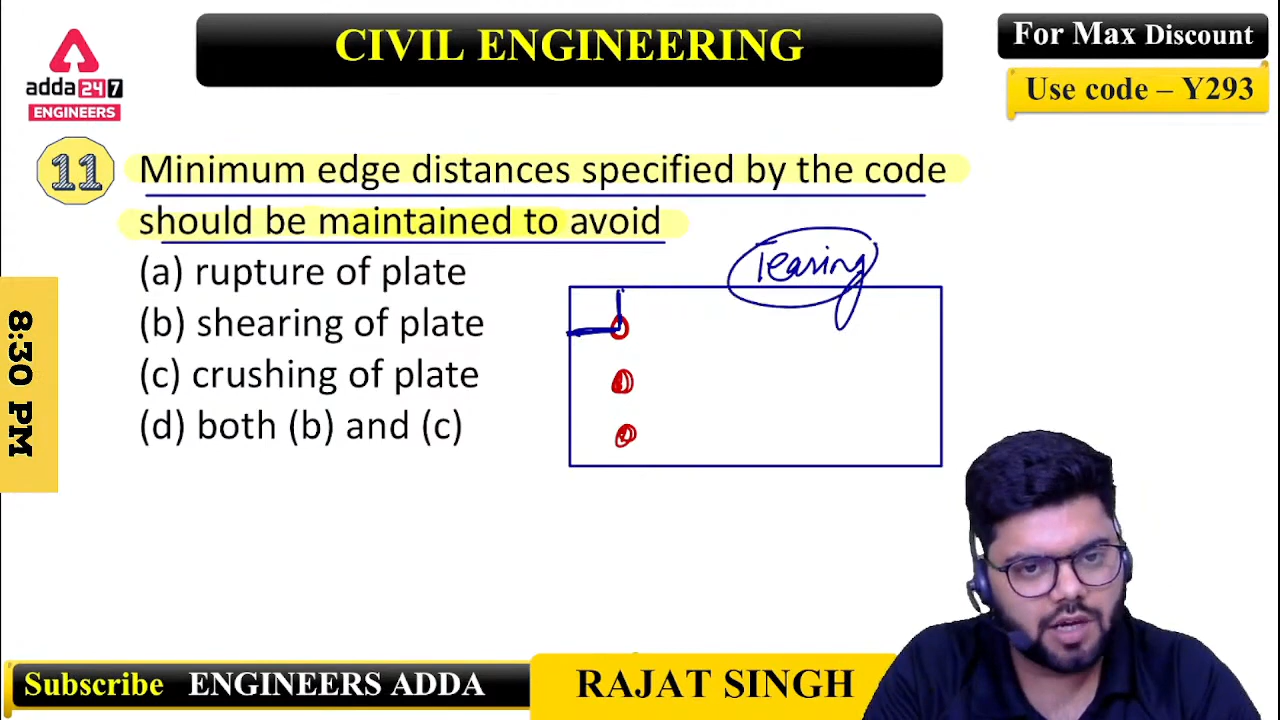 CIVIL ENGINEERING
For Max Discount
Use code – Y293
adda247
ENGINEERS
11
Minimum edge distances specified by the code
should be maintained to avoid
(a) rupture of plate
(b) shearing of plate
(c) crushing of plate
(d) both (b) and (c)
Tearing
8:30 PM
Subscribe ENGINEERS ADDA
RAJAT SINGH